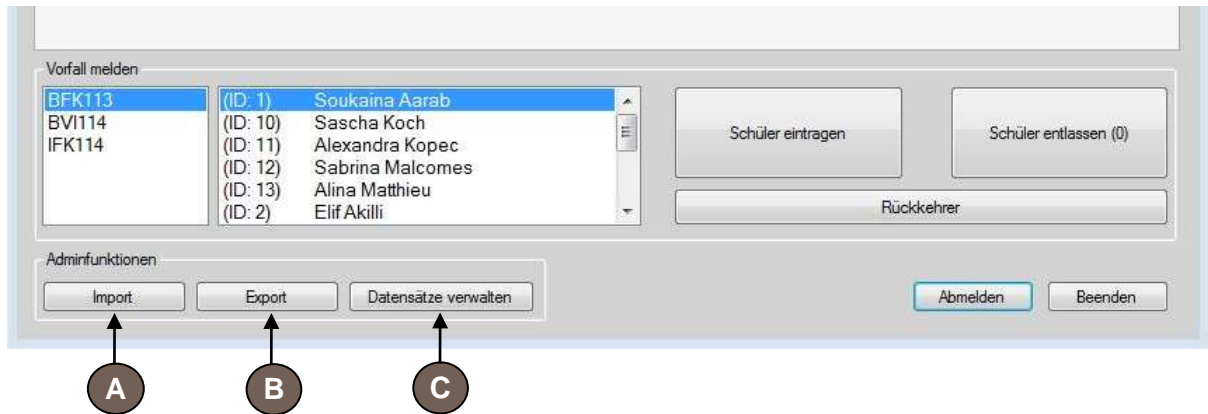 Vorfall melden
BFK113
BVI114
IFK114
(ID: 1) Soukaina Aarab
(ID: 10) Sascha Koch
(ID: 11) Alexandra Kopec
(ID: 12) Sabrina Malcomes
(ID: 13) Alina Matthieu
(ID: 2) Elif Akilli
Schüler eintragen
Schüler entlassen (0)
Rückkehrer
Adminfunktionen
Import
Export
Datensätze verwalten
Abmelden
Beenden
A
B
C